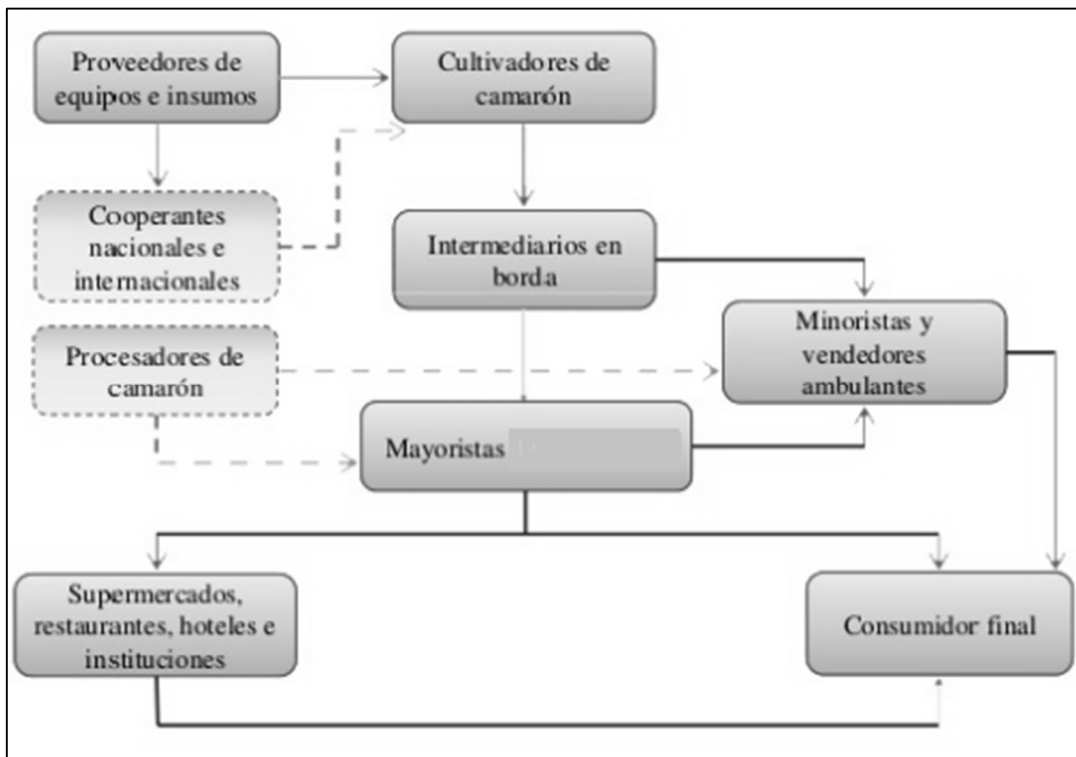 Proveedores de
equipos e insumos
Cultivadores de
camarón
Cooperantes
nacionales e
internacionales
Intermediarios en
borda
Procesadores de
camarón
Minoristas y
vendedores
ambulantes
Mayoristas
Supermercados,
restaurantes, hoteles e
instituciones
Consumidor final